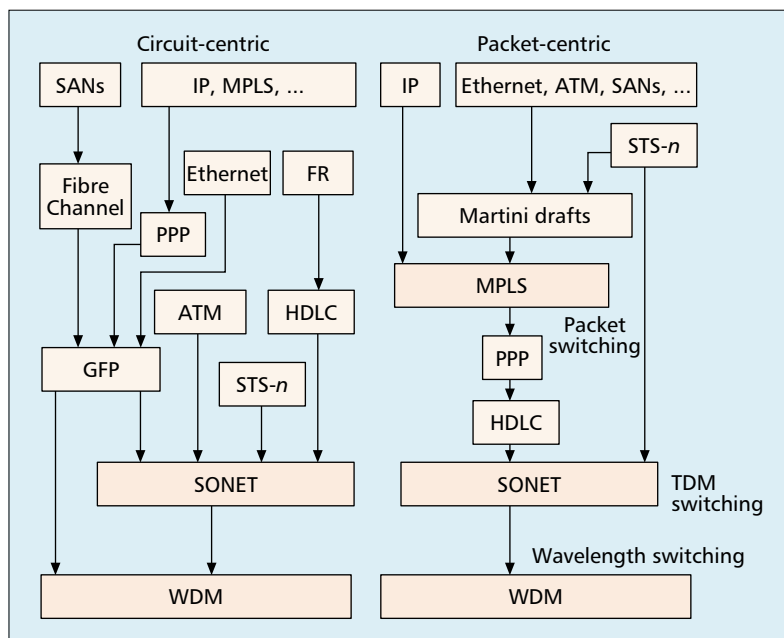 Circuit-centric
Packet-centric
SANs
IP, MPLS, ...
IP
Ethernet, ATM, SANs, ...
STS-n
Ethernet
FR
Fibre
Channel
Martini drafts
PPP
MPLS
ATM
HDLC
Packet
switching
PPP
GFP
STS-n
HDLC
SONET
SONET
TDM
switching
Wavelength switching
WDM
WDM